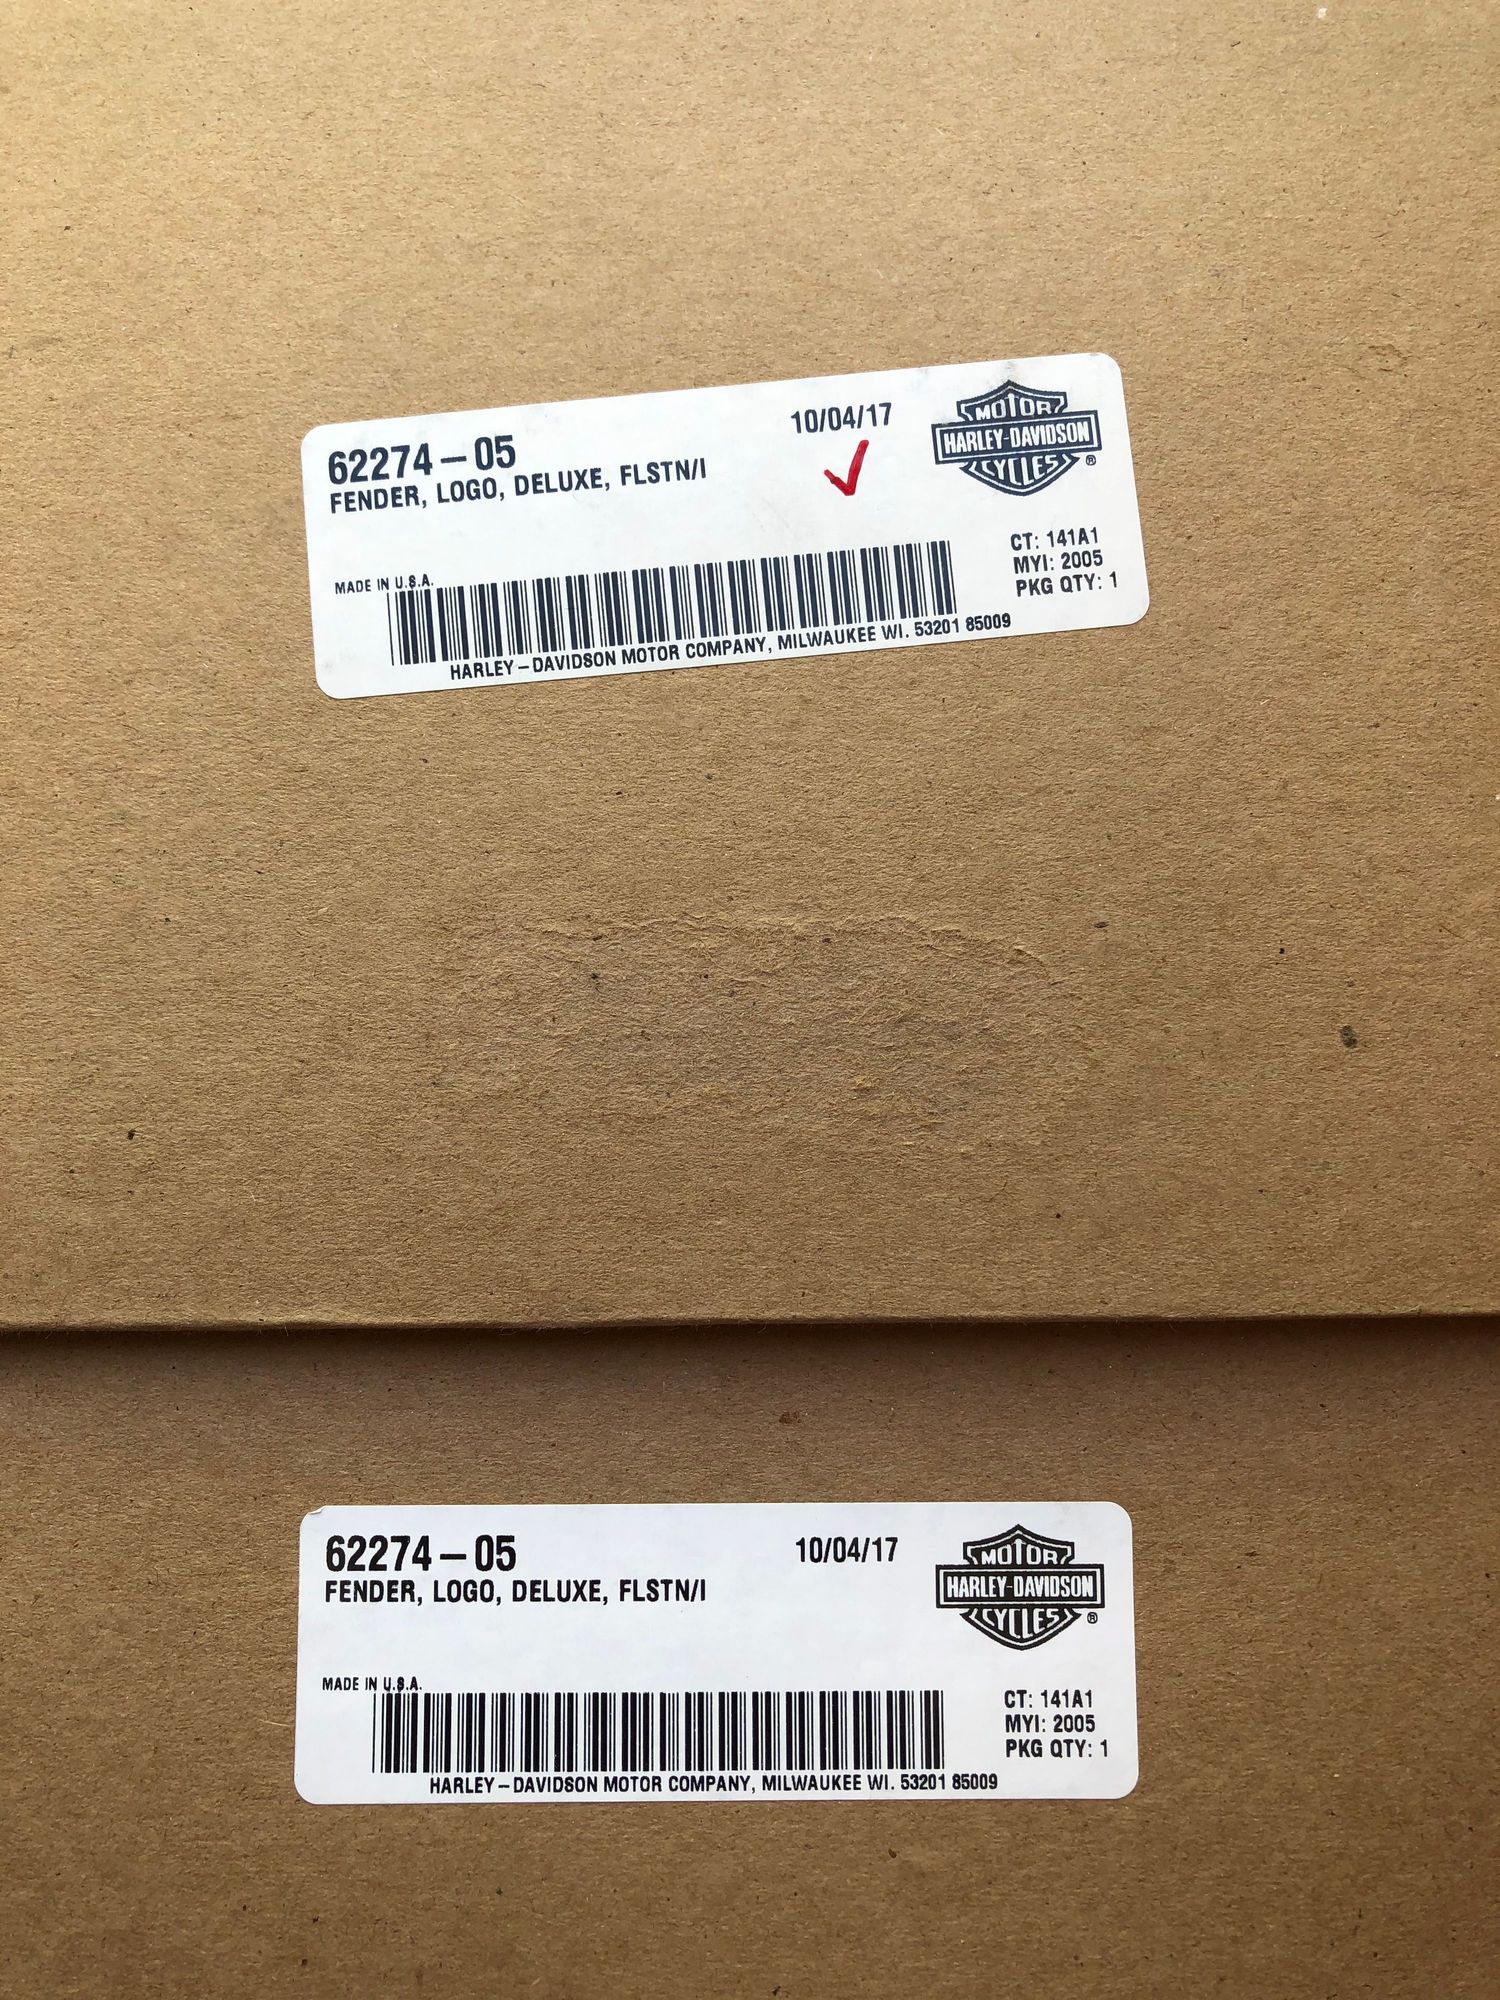 62274-05
10/04/17
FENDER, LOGO, DELUXE, FLSTN/I
MOTOR
HARLEY-DAVIDSON
CYCLES
®
MADE IN U.S.A.
CT: 141A1
MYI: 2005
PKG QTY: 1
HARLEY-DAVIDSON MOTOR COMPANY, MILWAUKEE WI. 53201 85009
62274-05
10/04/17
FENDER, LOGO, DELUXE, FLSTN/I
MOTOR
HARLEY-DAVIDSON
CYCLES
®
MADE IN U.S.A.
CT: 141A1
MYI: 2005
PKG QTY: 1
HARLEY-DAVIDSON MOTOR COMPANY, MILWAUKEE WI. 53201 85009